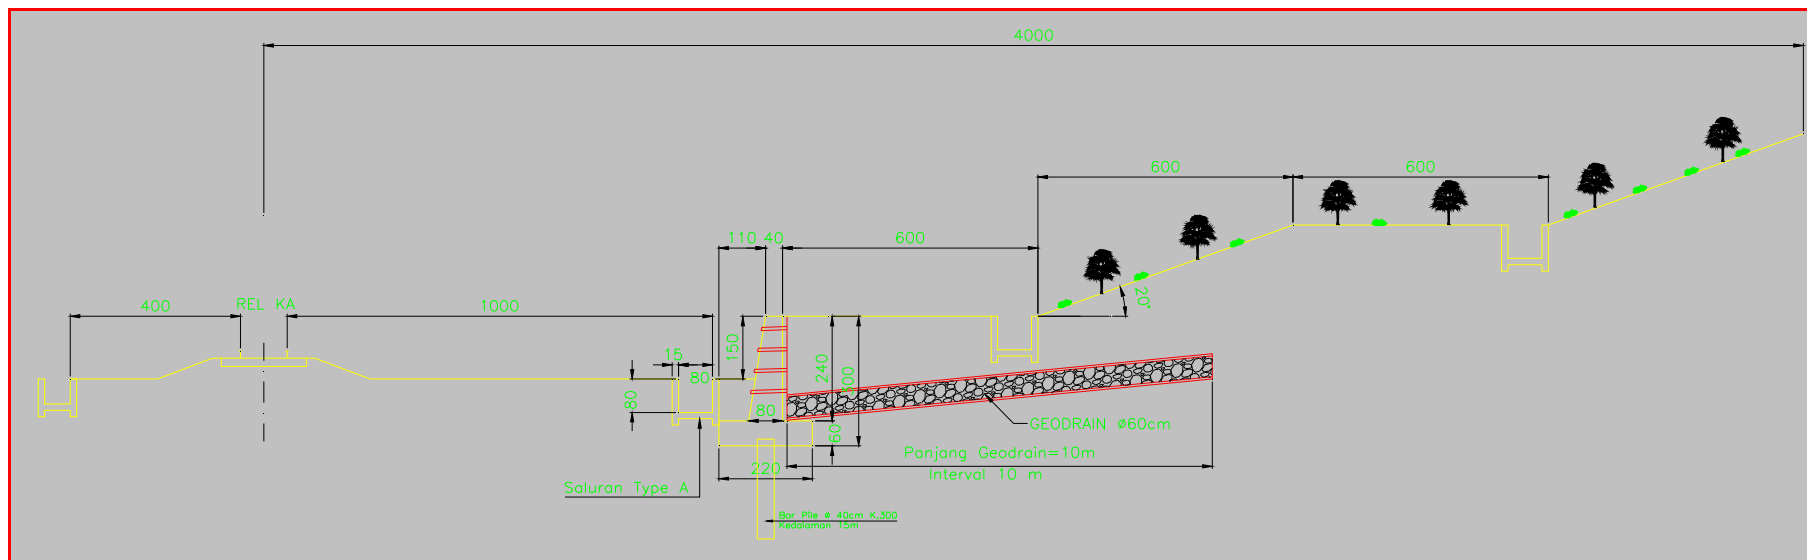 4000
600
600
110
40
600
20°
400
REL KA
1000
150
15
80
80
240
300
80
60
GEODRAIN ø60cm
Panjang Geodrain=10m
Interval 10 m
220
Saluran Type A
Bor Pile ø 40cm K.300
Kedalaman 15m